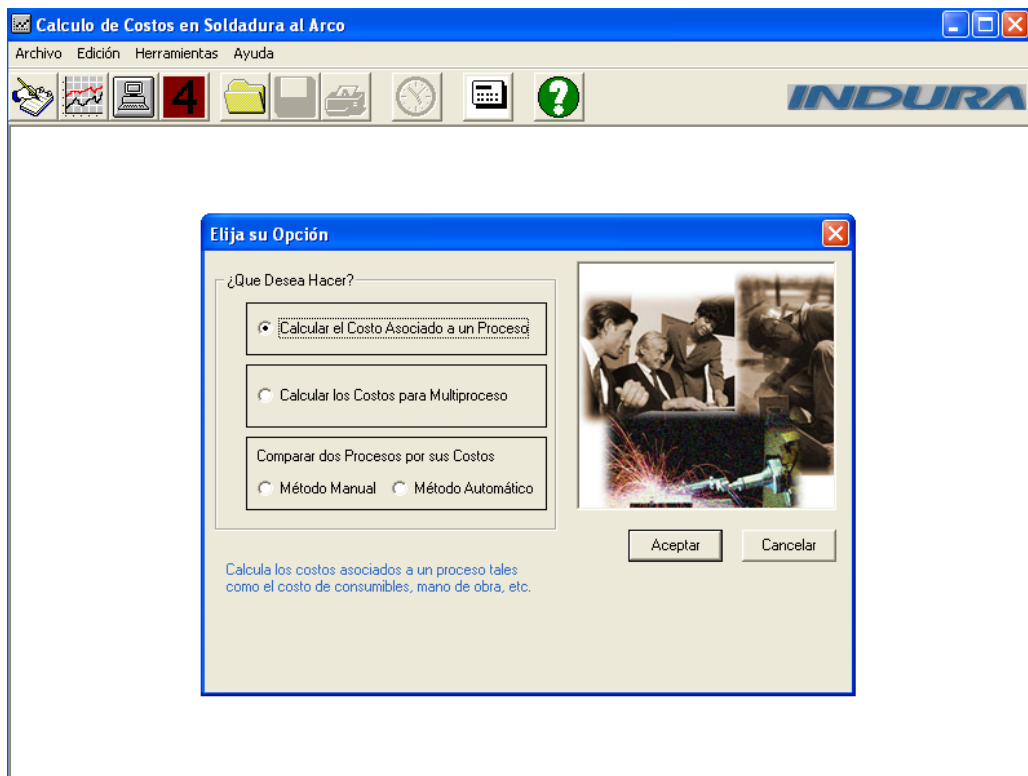 Calculo de Costos en Soldadura al Arco
Archivo Edición Herramientas Ayuda
4
?
INDURA
Elija su Opción
¿Que Desea Hacer?
Calcular el Costo Asociado a un Proceso
Calcular los Costos para Multiproceso
Comparar dos Procesos por sus Costos
Método Manual Método Automático
Aceptar Cancelar
Calcula los costos asociados a un proceso tales
como el costo de consumibles, mano de obra, etc.